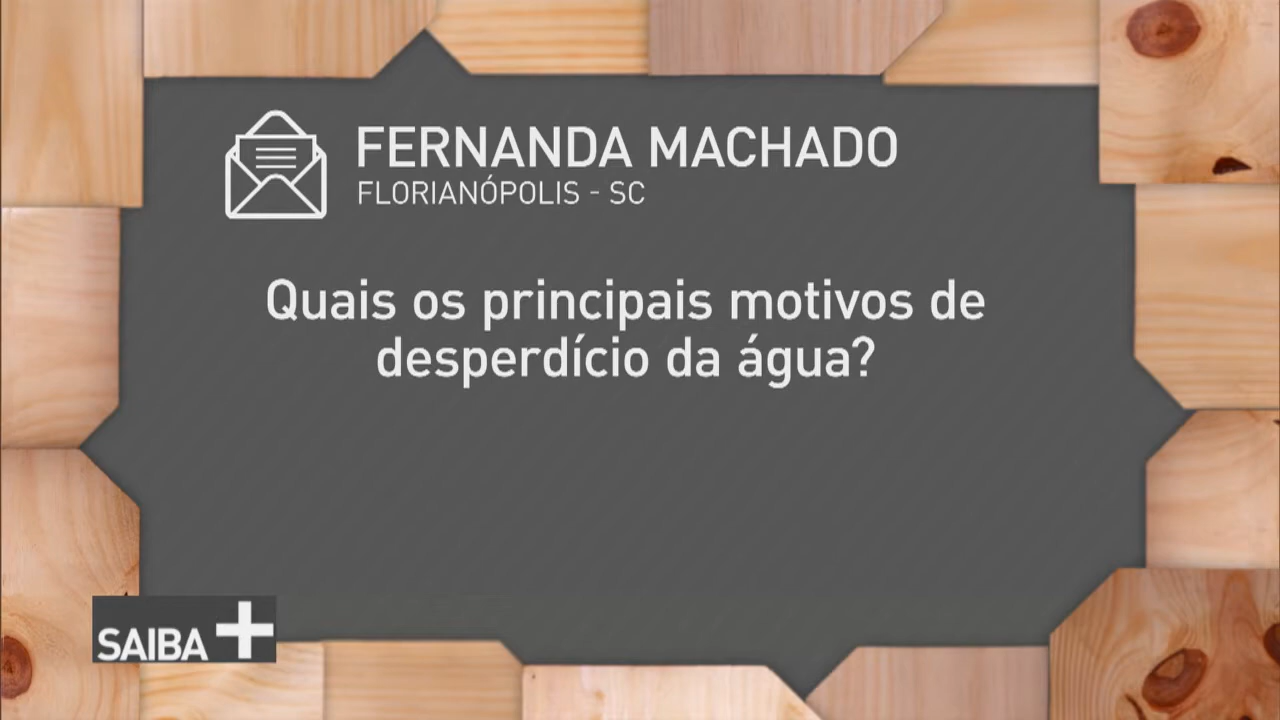 FERNANDA MACHADO
FLORIANÓPOLIS - SC
Quais os principais motivos de
desperdício da água?
SAIBA+